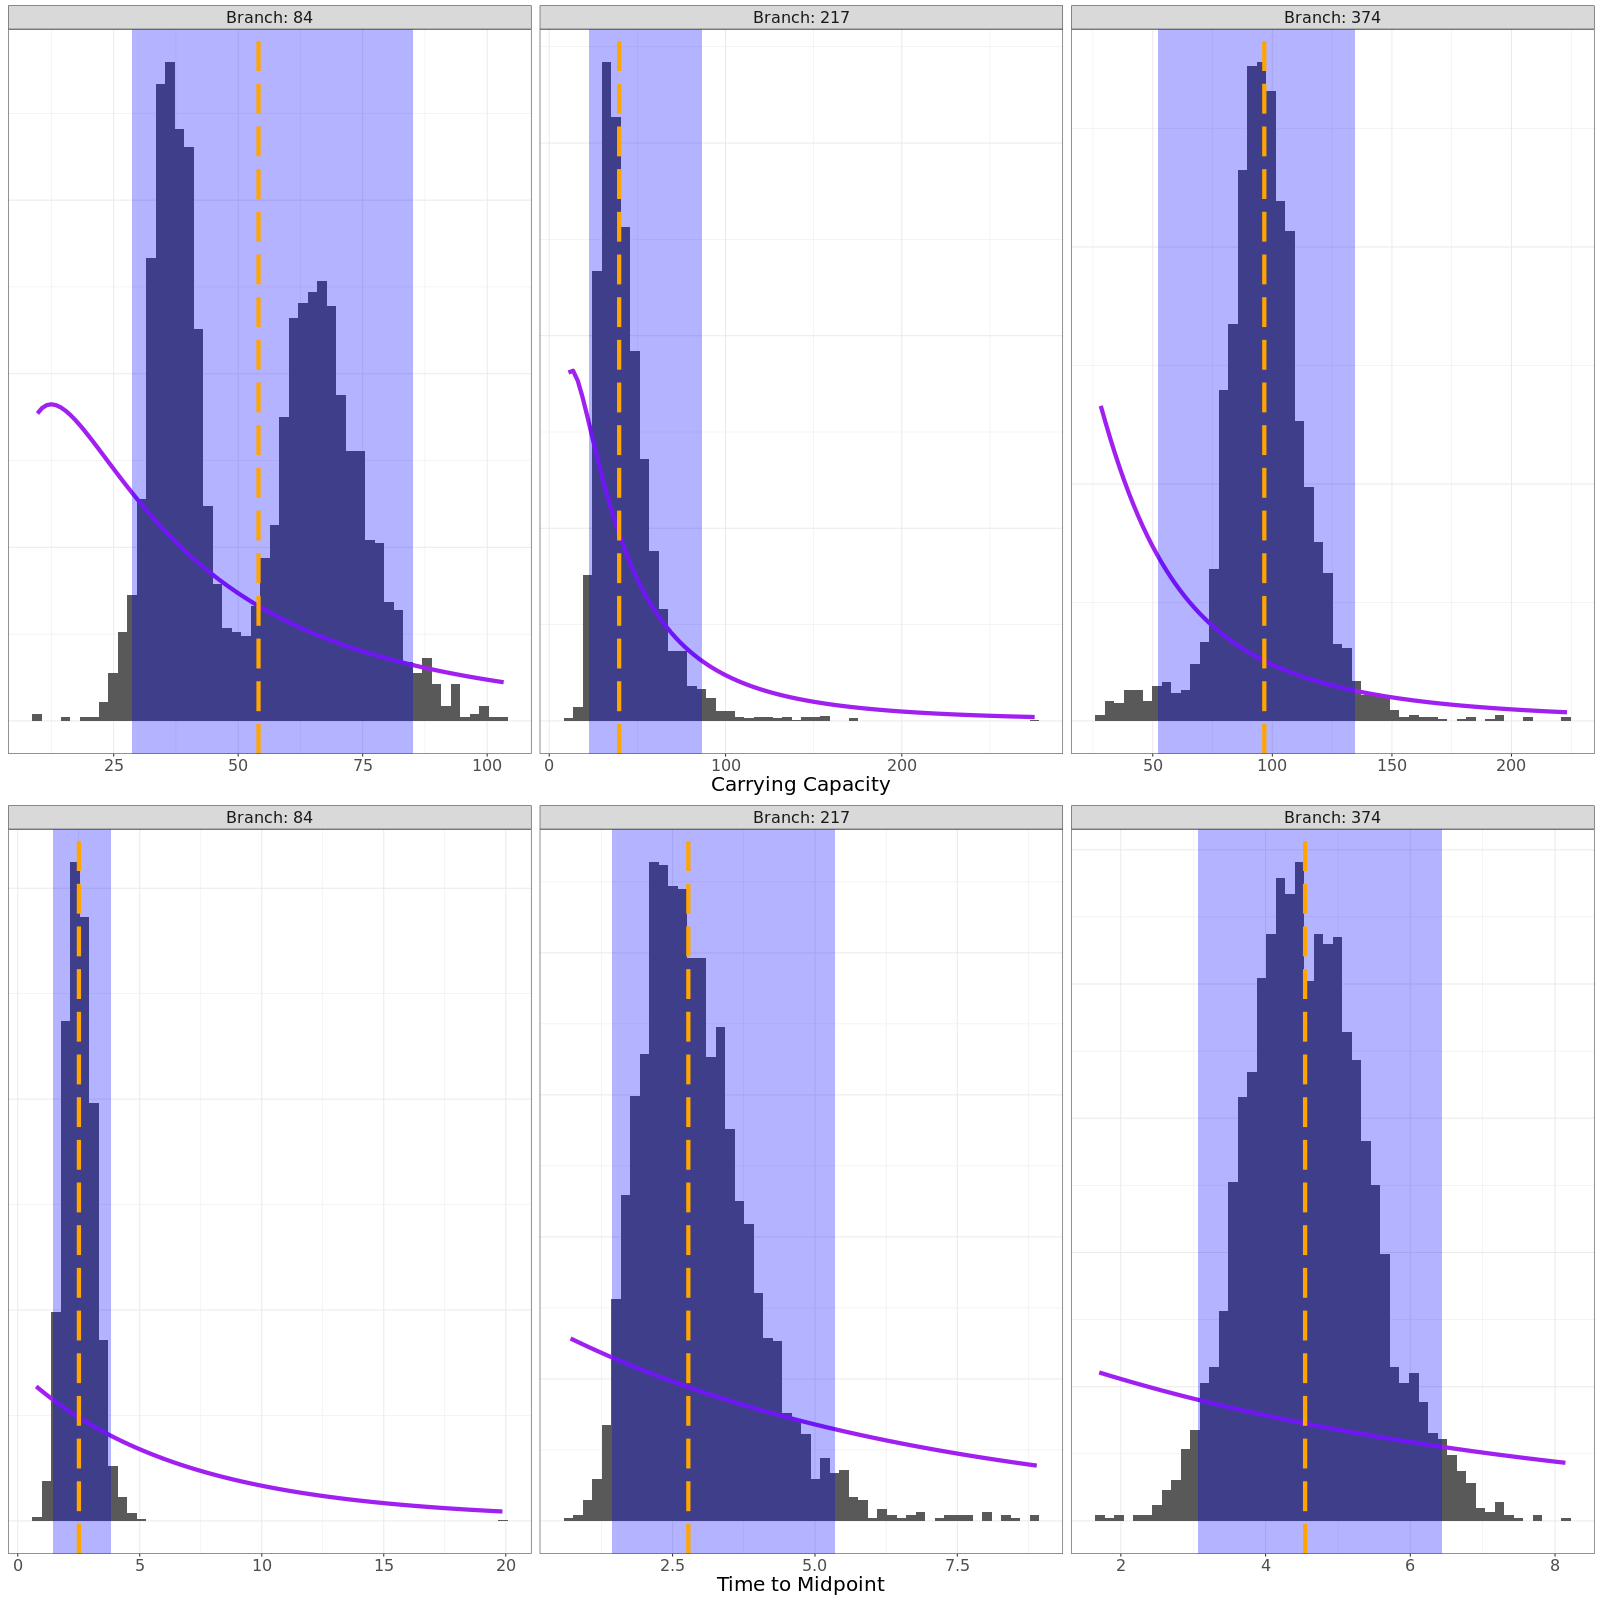 Branch: 84 Branch: 217 Branch: 374
25 50 75 100 0 100 200 50 100 150 200
Carrying Capacity
Branch: 84 Branch: 217 Branch: 374
0 5 10 15 20 2.5 5.0 7.5 2 4 6 8
Time to Midpoint